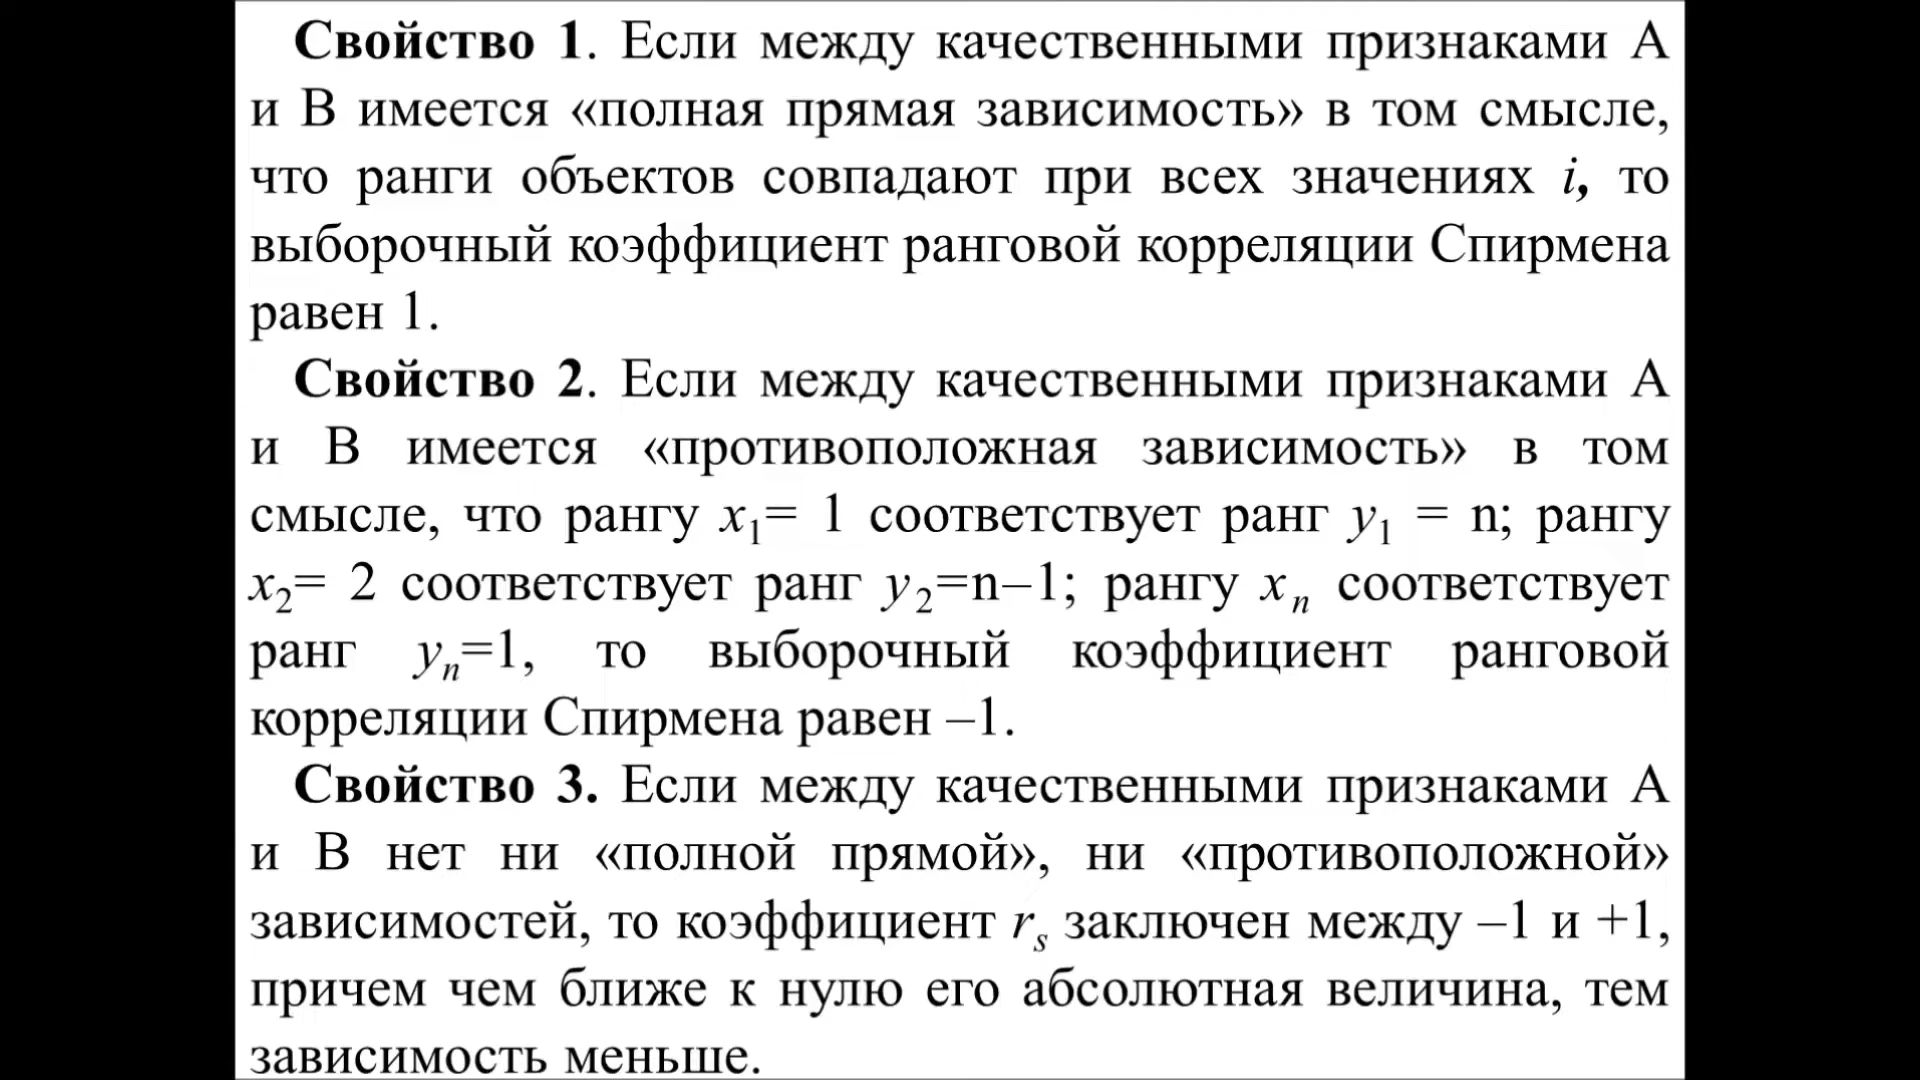 Свойство 1. Если между качественными признаками А
и В имеется «полная прямая зависимость» в том смысле,
что ранги объектов совпадают при всех значениях i, то
выборочный коэффициент ранговой корреляции Спирмена
равен 1.
Свойство 2. Если между качественными признаками А
и В имеется «противоположная зависимость» в том
смысле, что рангу x₁= 1 соответствует ранг y₁ = n; рангу
x₂= 2 соответствует ранг y₂=n–1; рангу xₙ соответствует
ранг yₙ=1, то выборочный коэффициент ранговой
корреляции Спирмена равен –1.
Свойство 3. Если между качественными признаками А
и В нет ни «полной прямой», ни «противоположной»
зависимостей, то коэффициент rₛ заключен между –1 и +1,
причем чем ближе к нулю его абсолютная величина, тем
зависимость меньше.